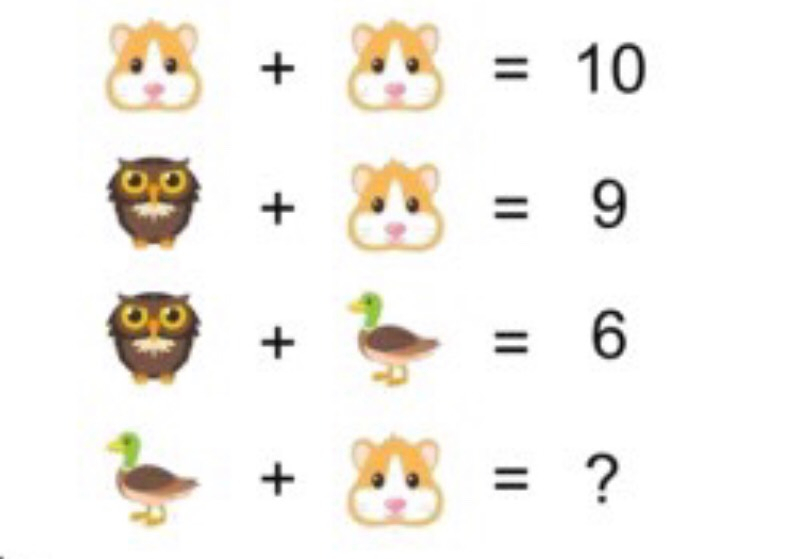 🐹 + 🐹 = 10
🦉 + 🐹 = 9
🦉 + 🦆 = 6
🦆 + 🐹 = ?